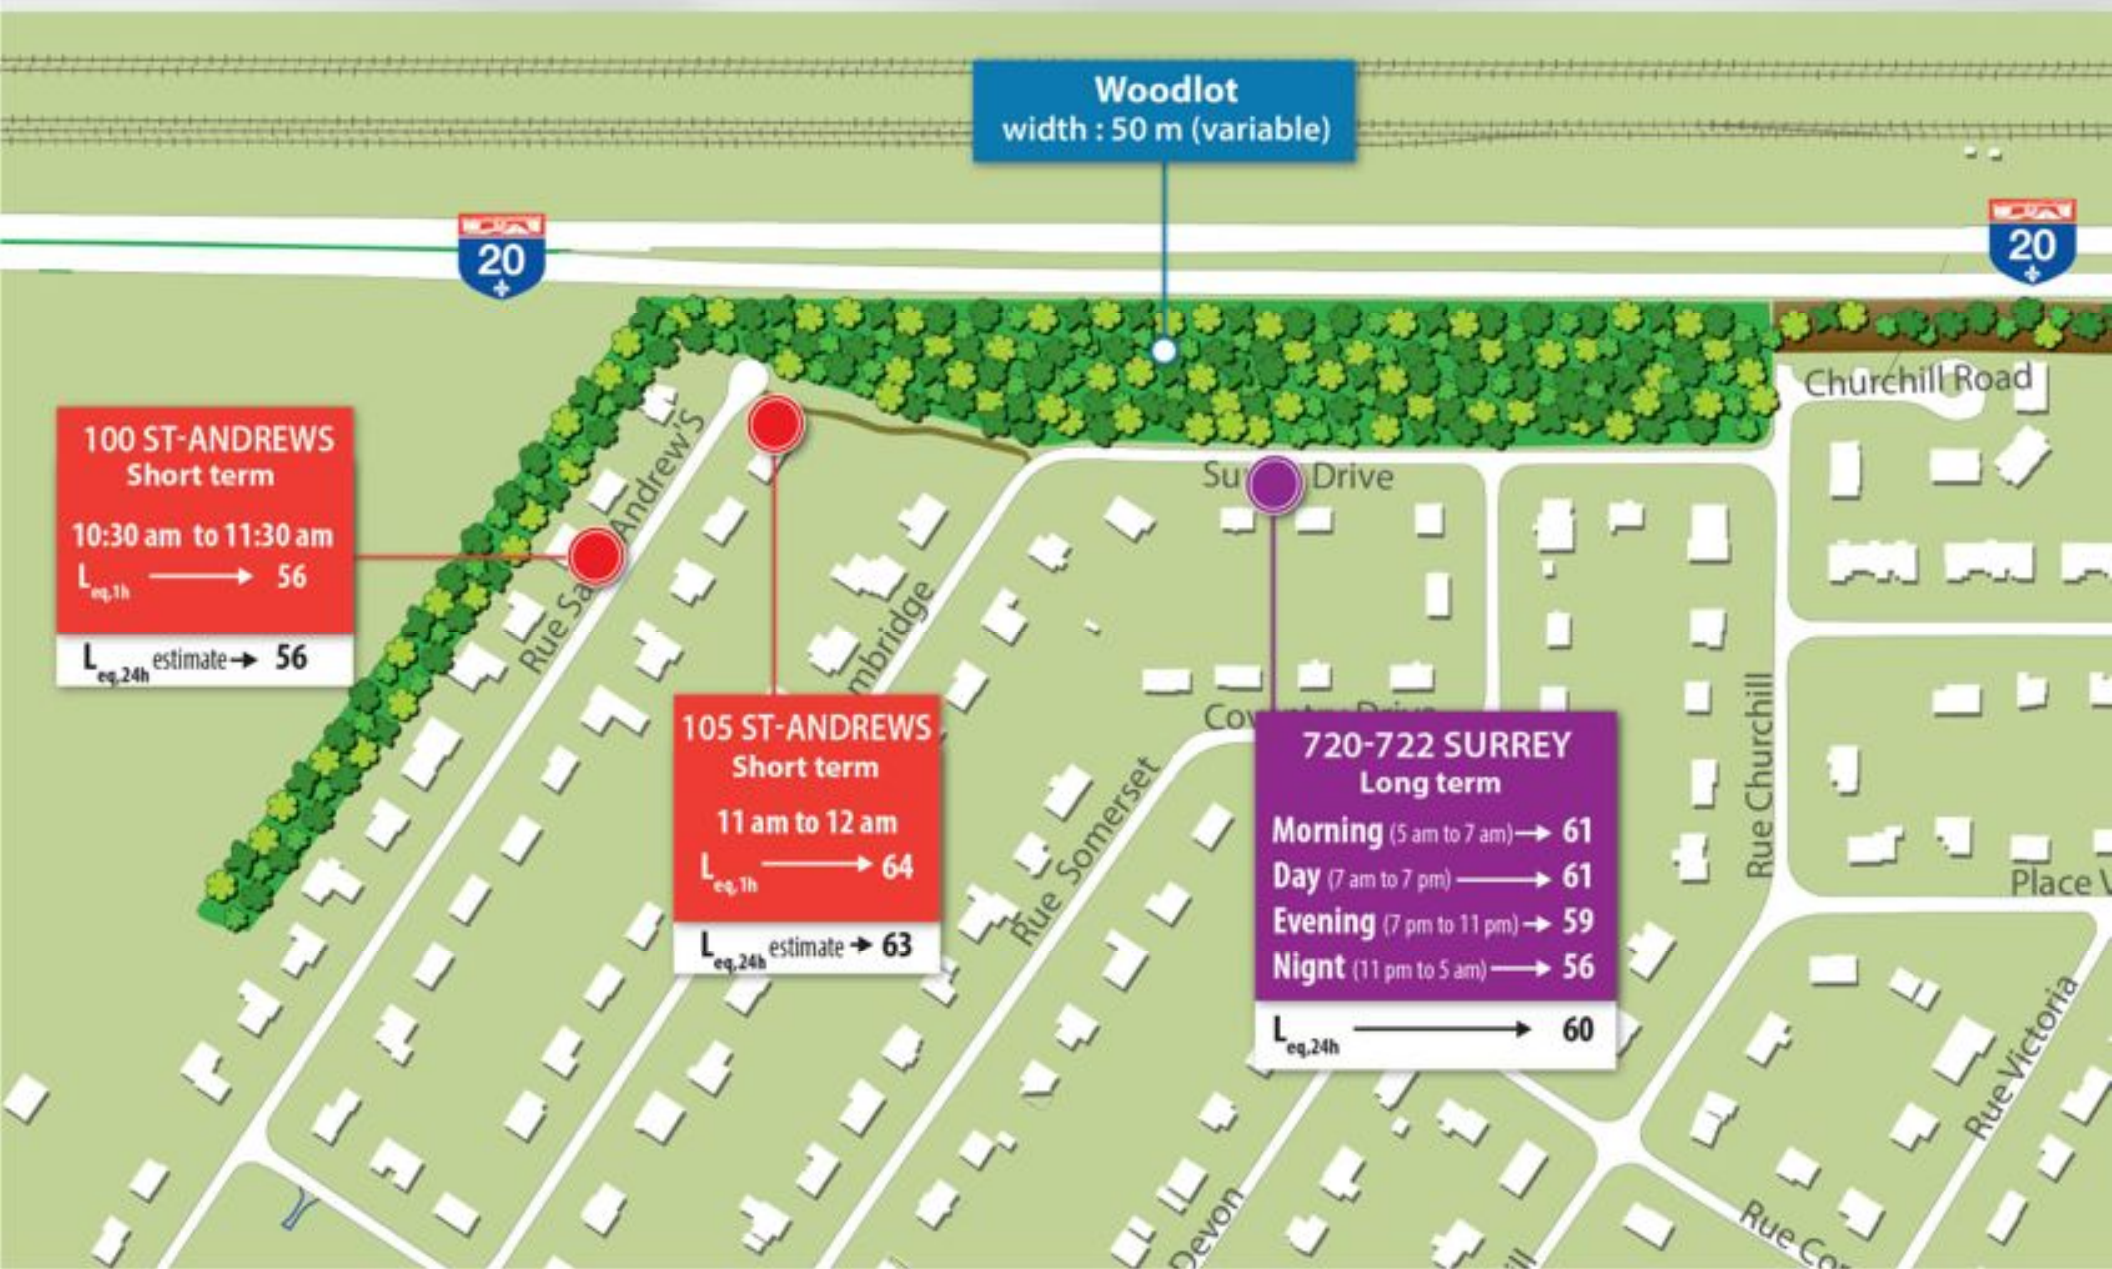 Woodlot
width : 50 m (variable)
20
20
Churchill Road
100 ST-ANDREWS
Short term
10:30 am to 11:30 am
Leq,1h 56
Leq,24h estimate 56
Andrew'S
Rue
Drive
105 ST-ANDREWS
Short term
11 am to 12 am
Leq,1h 64
Leq,24h estimate 63
720-722 SURREY
Long term
Morning (5 am to 7 am) 61
Day (7 am to 7 pm) 61
Evening (7 pm to 11 pm) 59
Nignt (11 pm to 5 am) 56
Leq,24h 60
Rue Somerset
Rue Churchill
Place V
Rue Victoria
Devon
Rue Cor